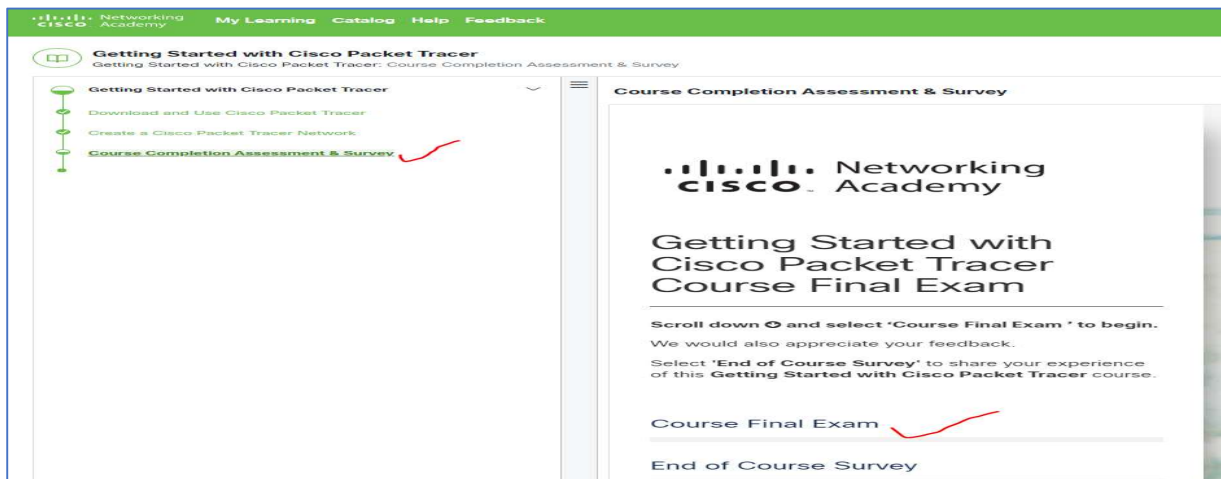 Networking
CISCO Academy
My Learning Catalog Help Feedback
Getting Started with Cisco Packet Tracer
Getting Started with Cisco Packet Tracer: Course Completion Assessment & Survey
Getting Started with Cisco Packet Tracer
Download and Use Cisco Packet Tracer
Create a Cisco Packet Tracer Network
Course Completion Assessment & Survey
Course Completion Assessment & Survey
Networking
CISCO Academy
Getting Started with
Cisco Packet Tracer
Course Final Exam
Scroll down and select 'Course Final Exam ' to begin.
We would also appreciate your feedback.
Select 'End of Course Survey' to share your experience
of this Getting Started with Cisco Packet Tracer course.
Course Final Exam
End of Course Survey